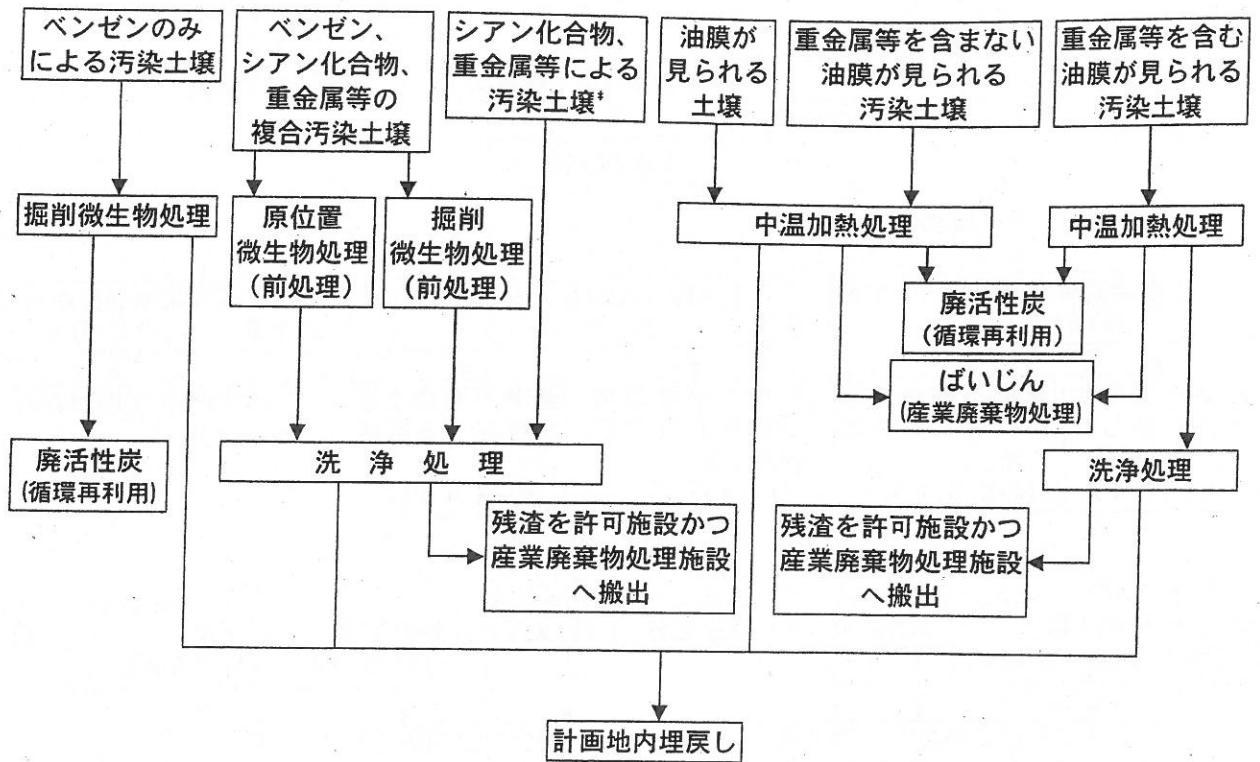 ベンゼンのみ
による汚染土壌
ベンゼン、
シアン化合物、
重金属等の
複合汚染土壌
シアン化合物、
重金属等による
汚染土壌*
油膜が
見られる
土壌
重金属等を含まない
油膜が見られる
汚染土壌
重金属等を含む
油膜が見られる
汚染土壌
掘削微生物処理
原位置
微生物処理
(前処理)
掘削
微生物処理
(前処理)
中温加熱処理
中温加熱処理
廃活性炭
(循環再利用)
ばいじん
(産業廃棄物処理)
廃活性炭
(循環再利用)
洗 浄 処 理
洗浄処理
残渣を許可施設かつ
産業廃棄物処理施設
へ搬出
残渣を許可施設かつ
産業廃棄物処理施設
へ搬出
計画地内埋戻し